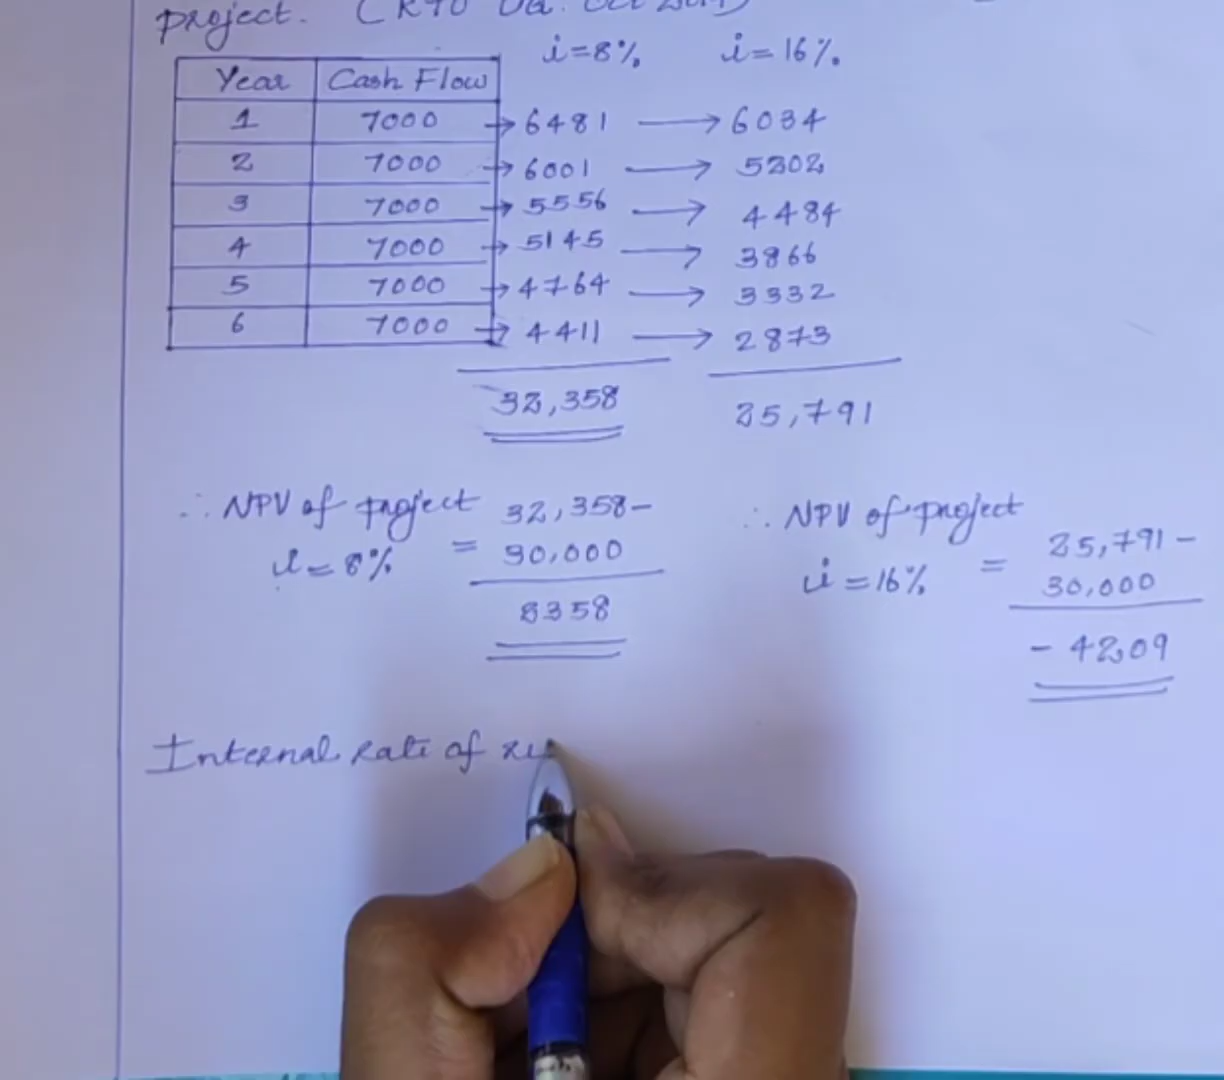 project.
i=8% i=16%
Year Cash Flow
1 7000 → 6481 → 6034
2 7000 → 6001 → 5202
3 7000 → 5556 → 4484
4 7000 → 5145 → 3866
5 7000 → 4764 → 3332
6 7000 → 4411 → 2873
32,358 25,791
∴ NPV of project 32,358- ∴ NPV of project 25,791-
i=8% = 30,000 i=16% = 30,000
2358 -4209
Internal rate of